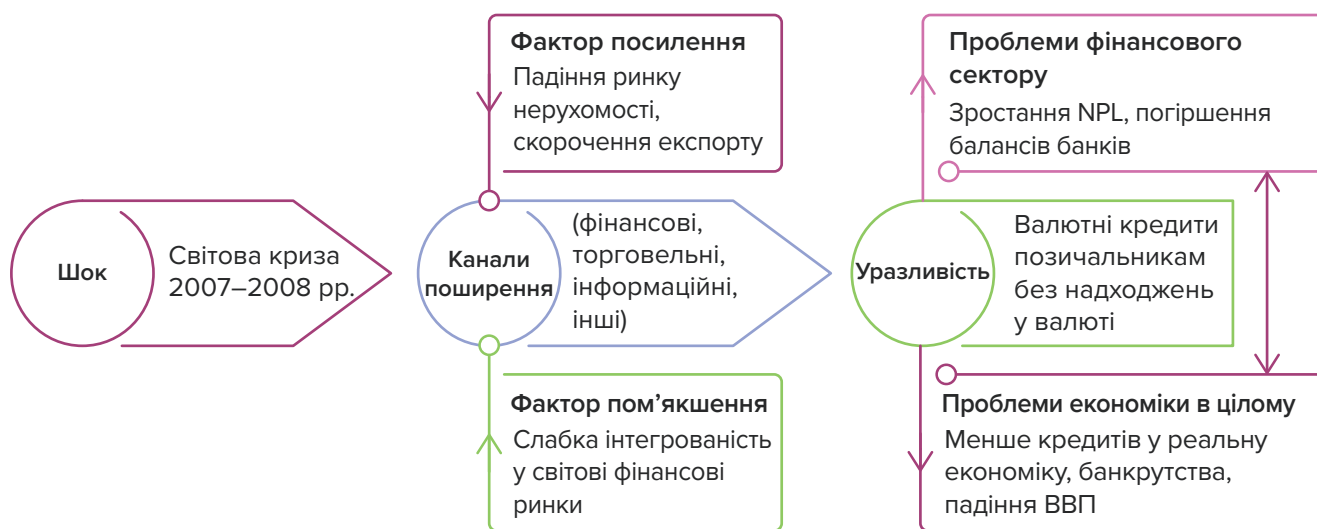 Шок
Світова криза
2007–2008 рр.
Фактор посилення
Падіння ринку
нерухомості,
скорочення експорту
Канали
поширення
(фінансові,
торговельні,
інформаційні,
інші)
Фактор пом’якшення
Слабка інтегрованість
у світові фінансові
ринки
Проблеми фінансового
сектору
Зростання NPL, погіршення
балансів банків
Уразливість
Валютні кредити
позичальникам
без надходжень
у валюті
Проблеми економіки в цілому
Менше кредитів у реальну
економіку, банкрутства,
падіння ВВП